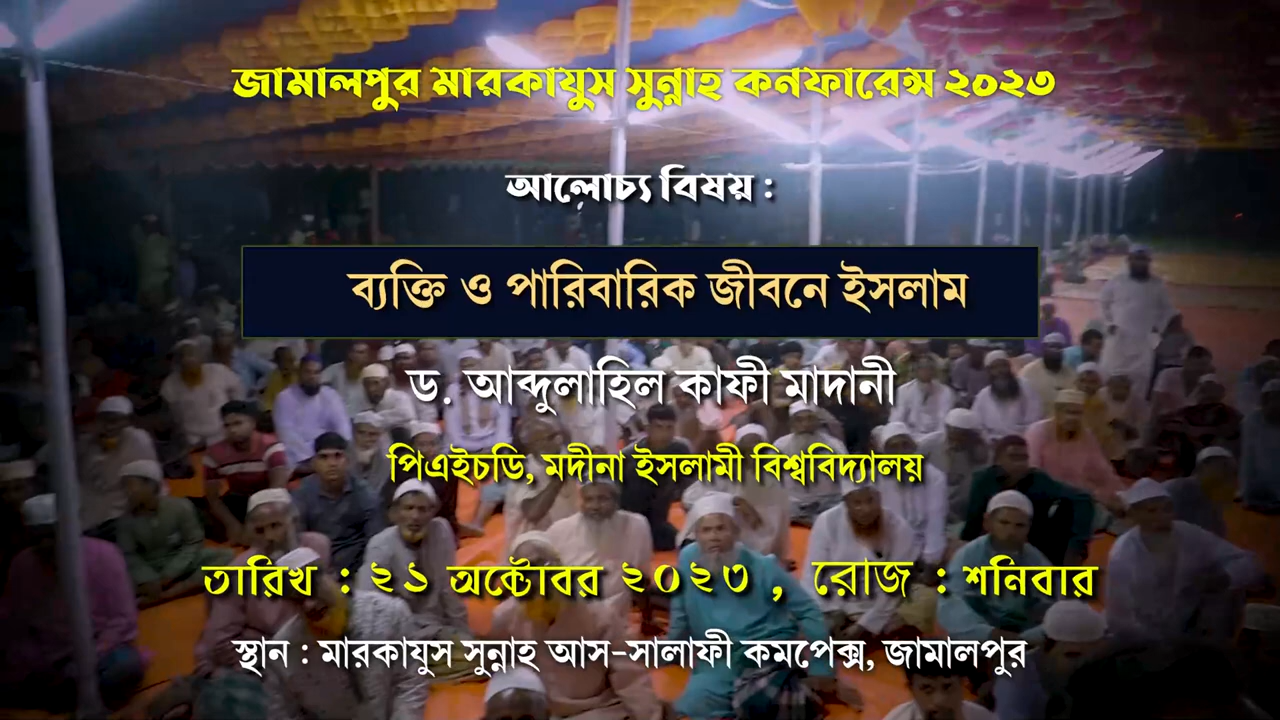 জামালপুর মারকাযুস সুন্নাহ কনফারেন্স ২০২৩
আলোচ্য বিষয় :
ব্যক্তি ও পারিবারিক জীবনে ইসলাম
ড. আব্দুলাহিল কাফী মাদানী
পিএইচডি, মদীনা ইসলামী বিশ্ববিদ্যালয়
তারিখ : ২১ অক্টোবর ২০২৩ , রোজ : শনিবার
স্থান : মারকাযুস সুন্নাহ আস-সালাফী কমপেক্স, জামালপুর